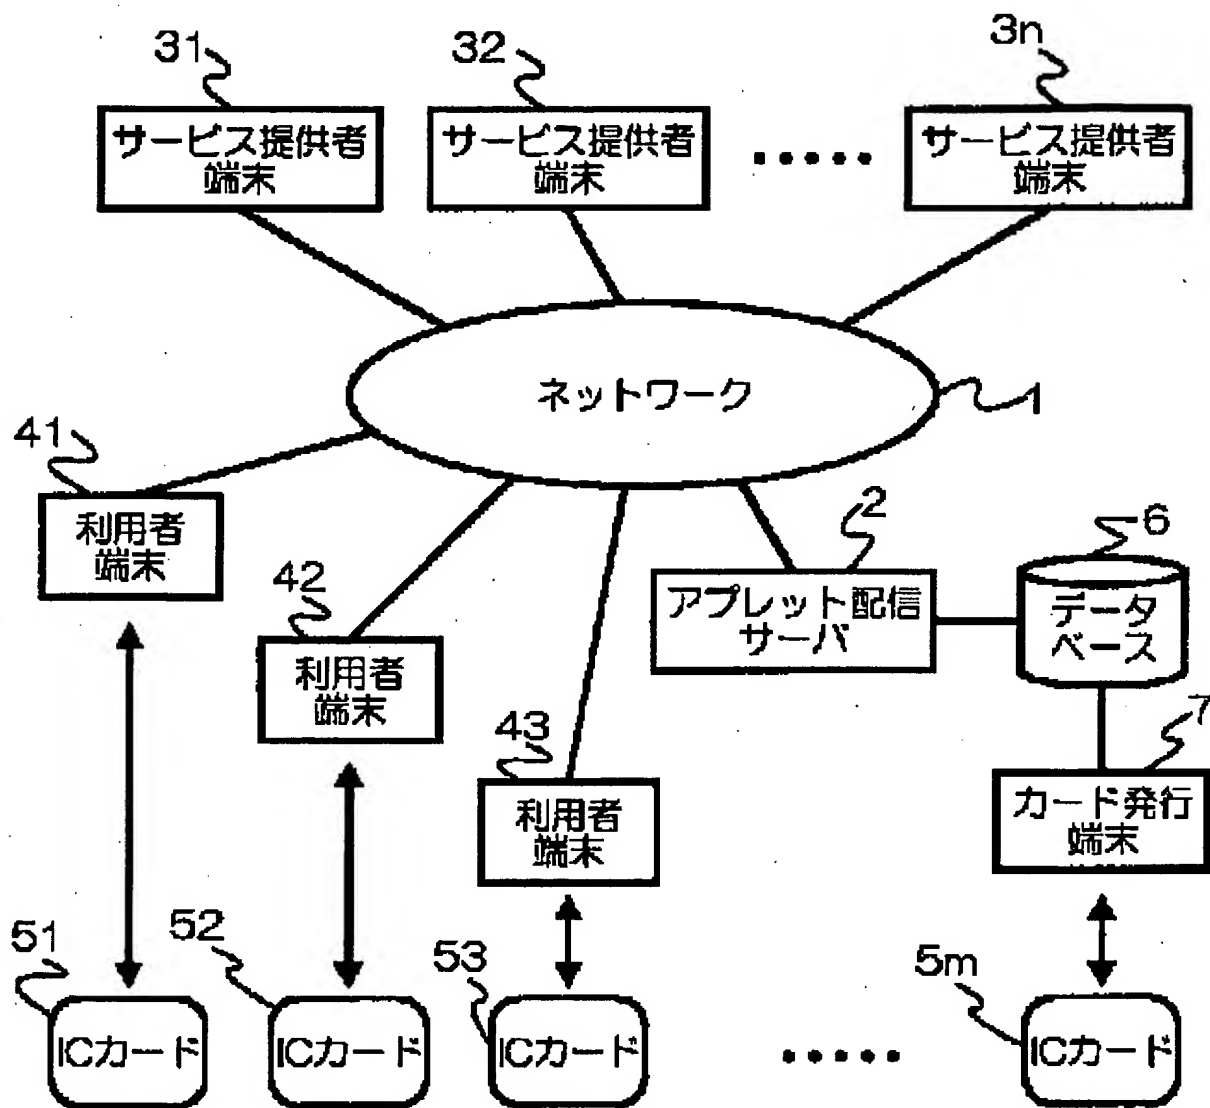 31
32
3n
サービス提供者
端末
サービス提供者
端末
・・・・・
サービス提供者
端末
ネットワーク
1
41
利用者
端末
42
利用者
端末
43
利用者
端末
2
アプレット配信
サーバ
6
データ
ベース
7
カード発行
端末
51
ICカード
52
ICカード
53
ICカード
・・・・・
5m
ICカード